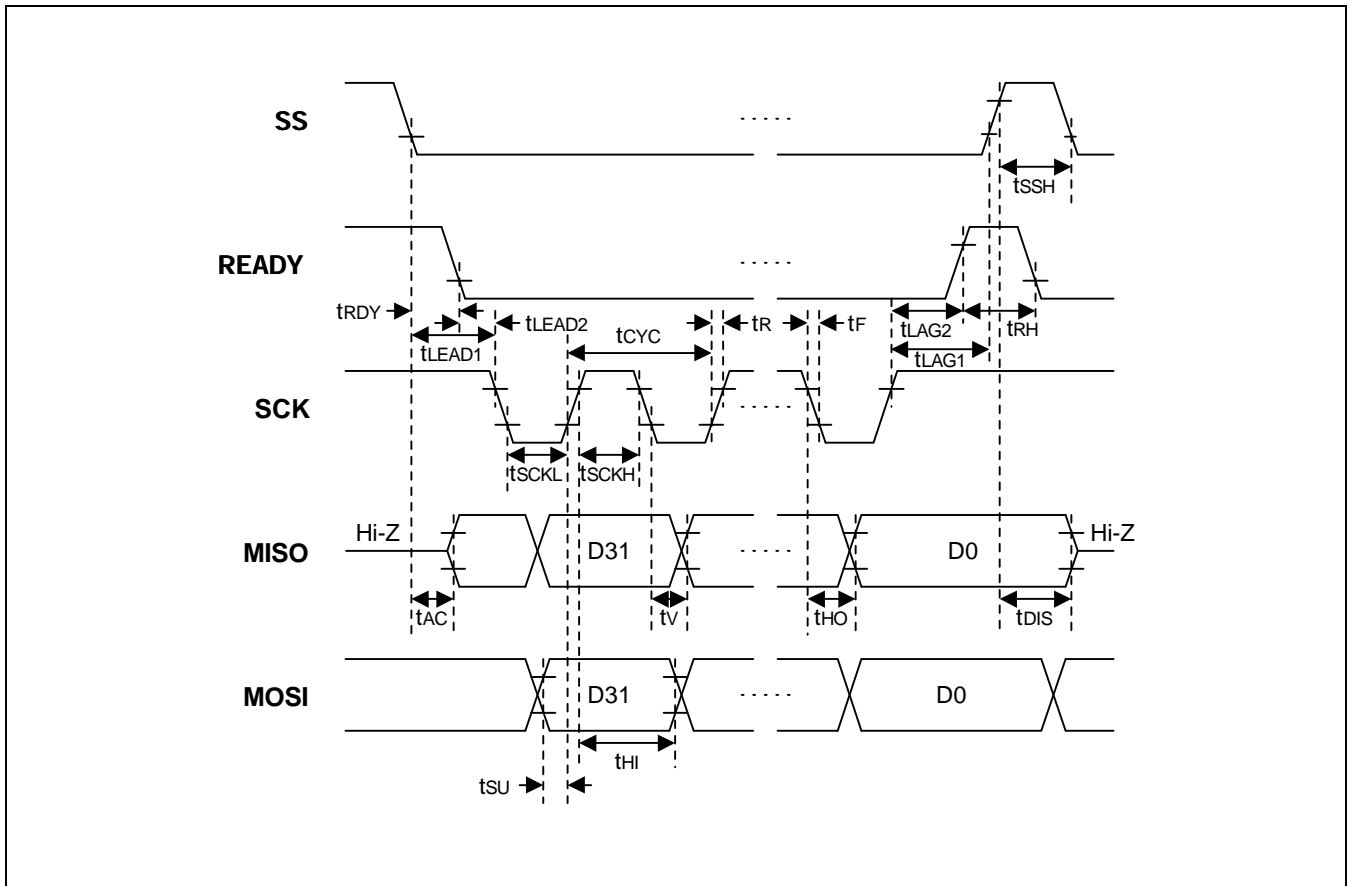 SS
.....
tSSH
READY
.....
tRDY
tLEAD2
tR
tF
tLAG2
tRH
tLEAD1
tCYC
tLAG1
SCK
.....
tSCKL
tSCKH
Hi-Z
MISO
D31
.....
D0
Hi-Z
tAC
tV
tHO
tDIS
MOSI
D31
.....
D0
tHI
tSU